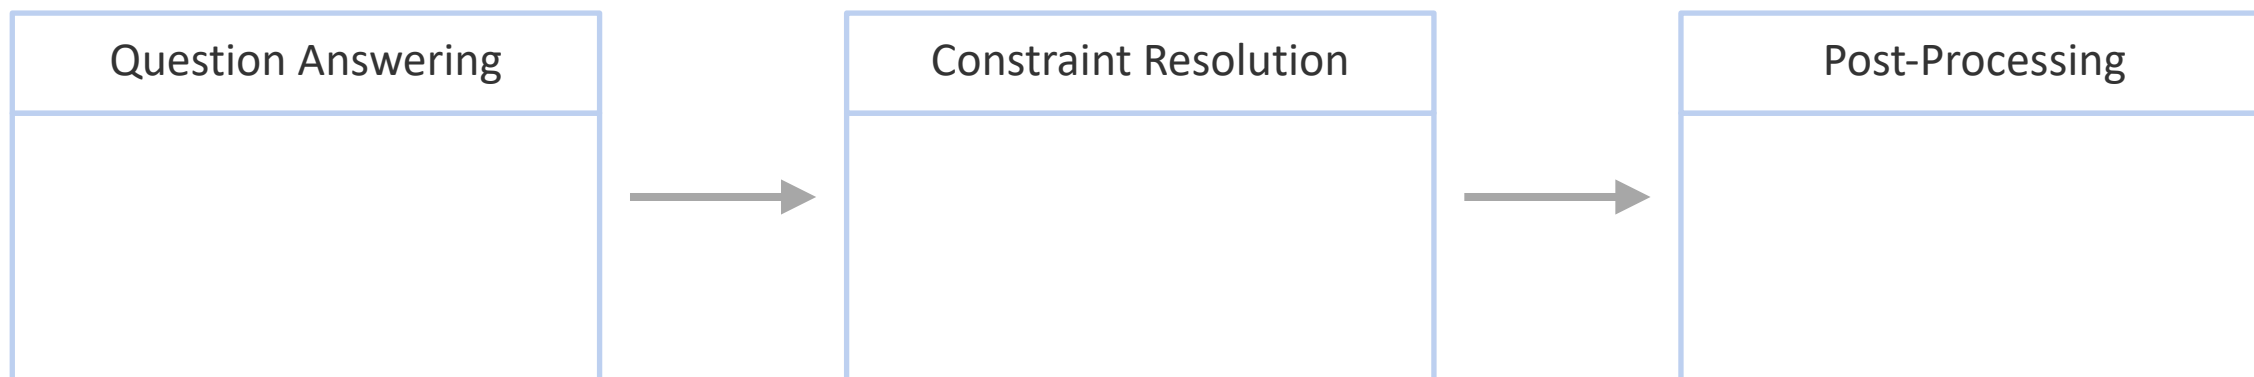 Question Answering
Constraint Resolution
Post-Processing